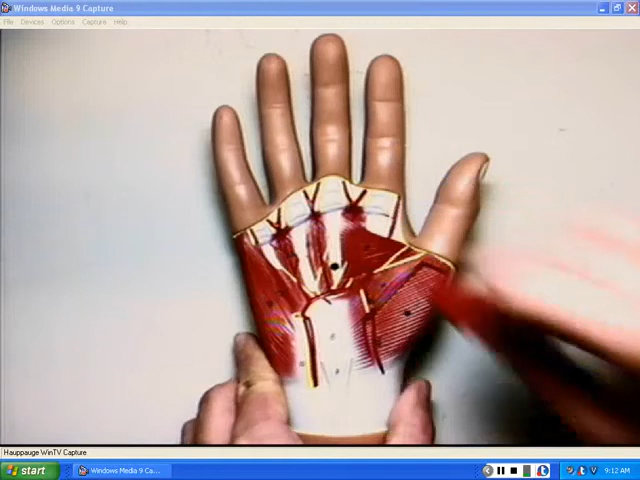 Windows Media 9 Capture
File Devices Options Capture Help
Hauppauge WinTV Capture
start
Windows Media 9 Ca...
9:12 AM